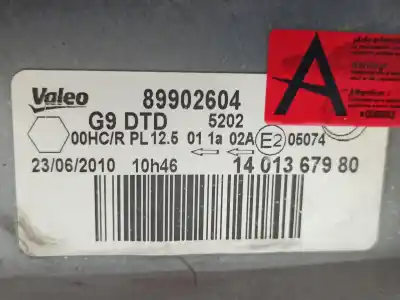 Valeo 89902604
G9 DTD 5202
00HC/R PL12.5 01 1a 02A E2 05074
23/06/2010 10h46 14 013 679 80
A